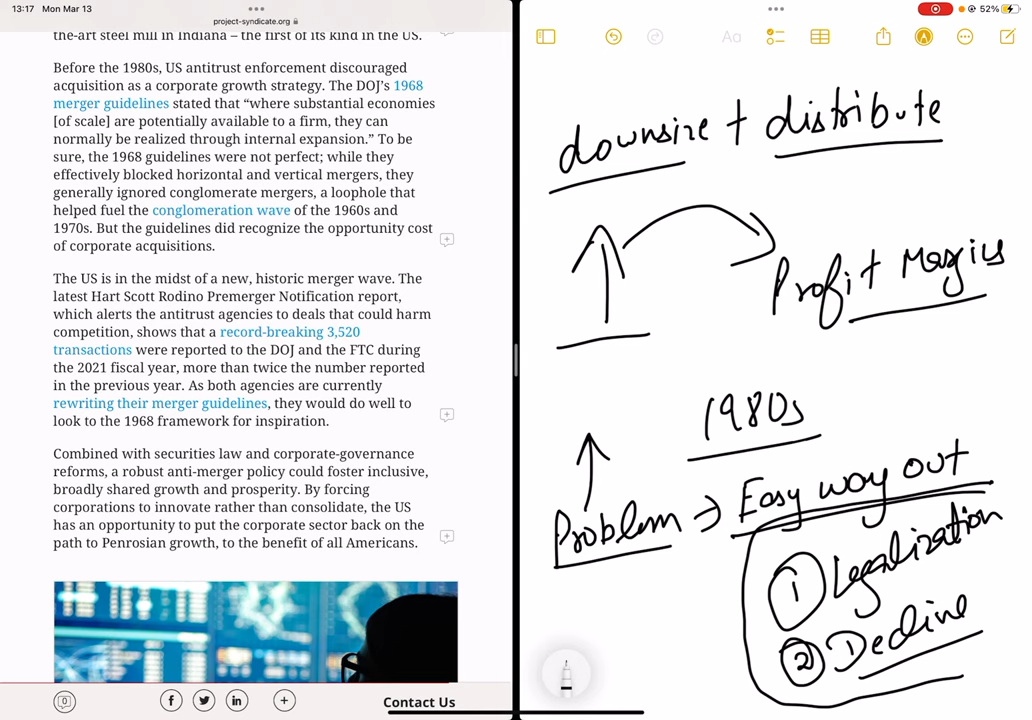 13:17 Mon Mar 13
project-syndicate.org
52%
the-art steel mill in Indiana – the first of its kind in the US.
Before the 1980s, US antitrust enforcement discouraged
acquisition as a corporate growth strategy. The DOJ’s 1968
merger guidelines stated that “where substantial economies
[of scale] are potentially available to a firm, they can
normally be realized through internal expansion.” To be
sure, the 1968 guidelines were not perfect; while they
effectively blocked horizontal and vertical mergers, they
generally ignored conglomerate mergers, a loophole that
helped fuel the conglomeration wave of the 1960s and
1970s. But the guidelines did recognize the opportunity cost
of corporate acquisitions.
The US is in the midst of a new, historic merger wave. The
latest Hart Scott Rodino Premerger Notification report,
which alerts the antitrust agencies to deals that could harm
competition, shows that a record-breaking 3,520
transactions were reported to the DOJ and the FTC during
the 2021 fiscal year, more than twice the number reported
in the previous year. As both agencies are currently
rewriting their merger guidelines, they would do well to
look to the 1968 framework for inspiration.
Combined with securities law and corporate-governance
reforms, a robust anti-merger policy could foster inclusive,
broadly shared growth and prosperity. By forcing
corporations to innovate rather than consolidate, the US
has an opportunity to put the corporate sector back on the
path to Penrosian growth, to the benefit of all Americans.
0
Contact Us
Aa
downsize + distribute
Profit Margins
1980s
Problem → Easy way out
1 Legalization
2 Decline